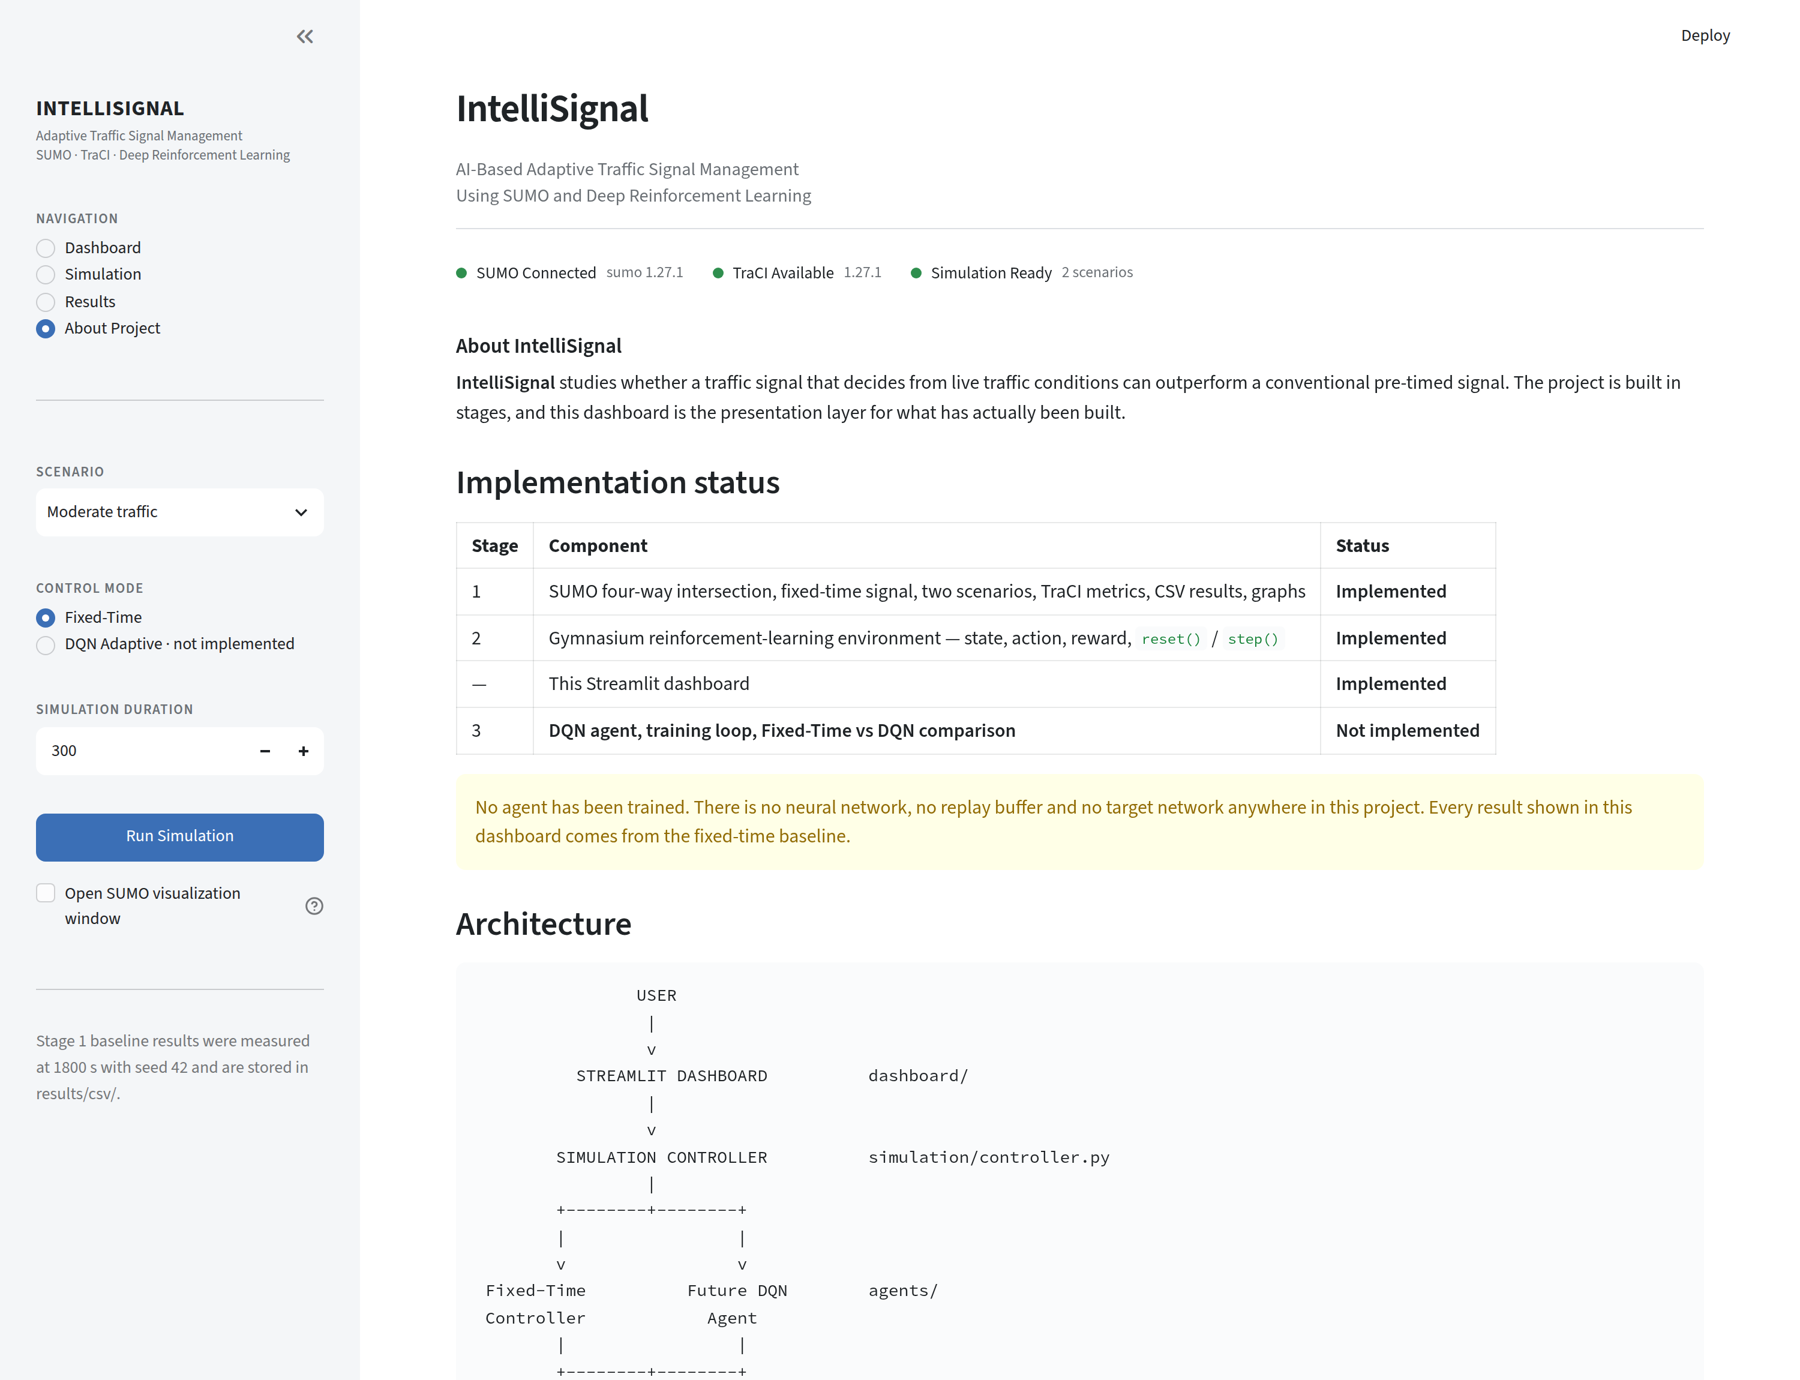 Deploy
INTELLISIGNAL
Adaptive Traffic Signal Management
SUMO · TraCI · Deep Reinforcement Learning
NAVIGATION
Dashboard
Simulation
Results
About Project
SCENARIO
Moderate traffic
CONTROL MODE
Fixed-Time
DQN Adaptive · not implemented
SIMULATION DURATION
300
Run Simulation
Open SUMO visualization
window
Stage 1 baseline results were measured
at 1800 s with seed 42 and are stored in
results/csv/.
IntelliSignal
AI-Based Adaptive Traffic Signal Management
Using SUMO and Deep Reinforcement Learning
SUMO Connected sumo 1.27.1 TraCI Available 1.27.1 Simulation Ready 2 scenarios
About IntelliSignal
IntelliSignal studies whether a traffic signal that decides from live traffic conditions can outperform a conventional pre-timed signal. The project is built in
stages, and this dashboard is the presentation layer for what has actually been built.
Implementation status
Stage Component Status
1 SUMO four-way intersection, fixed-time signal, two scenarios, TraCI metrics, CSV results, graphs Implemented
2 Gymnasium reinforcement-learning environment — state, action, reward, reset() / step() Implemented
— This Streamlit dashboard Implemented
3 DQN agent, training loop, Fixed-Time vs DQN comparison Not implemented
No agent has been trained. There is no neural network, no replay buffer and no target network anywhere in this project. Every result shown in this
dashboard comes from the fixed-time baseline.
Architecture
USER
|
v
STREAMLIT DASHBOARD dashboard/
|
v
SIMULATION CONTROLLER simulation/controller.py
|
+--------+--------+
| |
v v
Fixed-Time Future DQN agents/
Controller Agent
| |
+--------+--------+